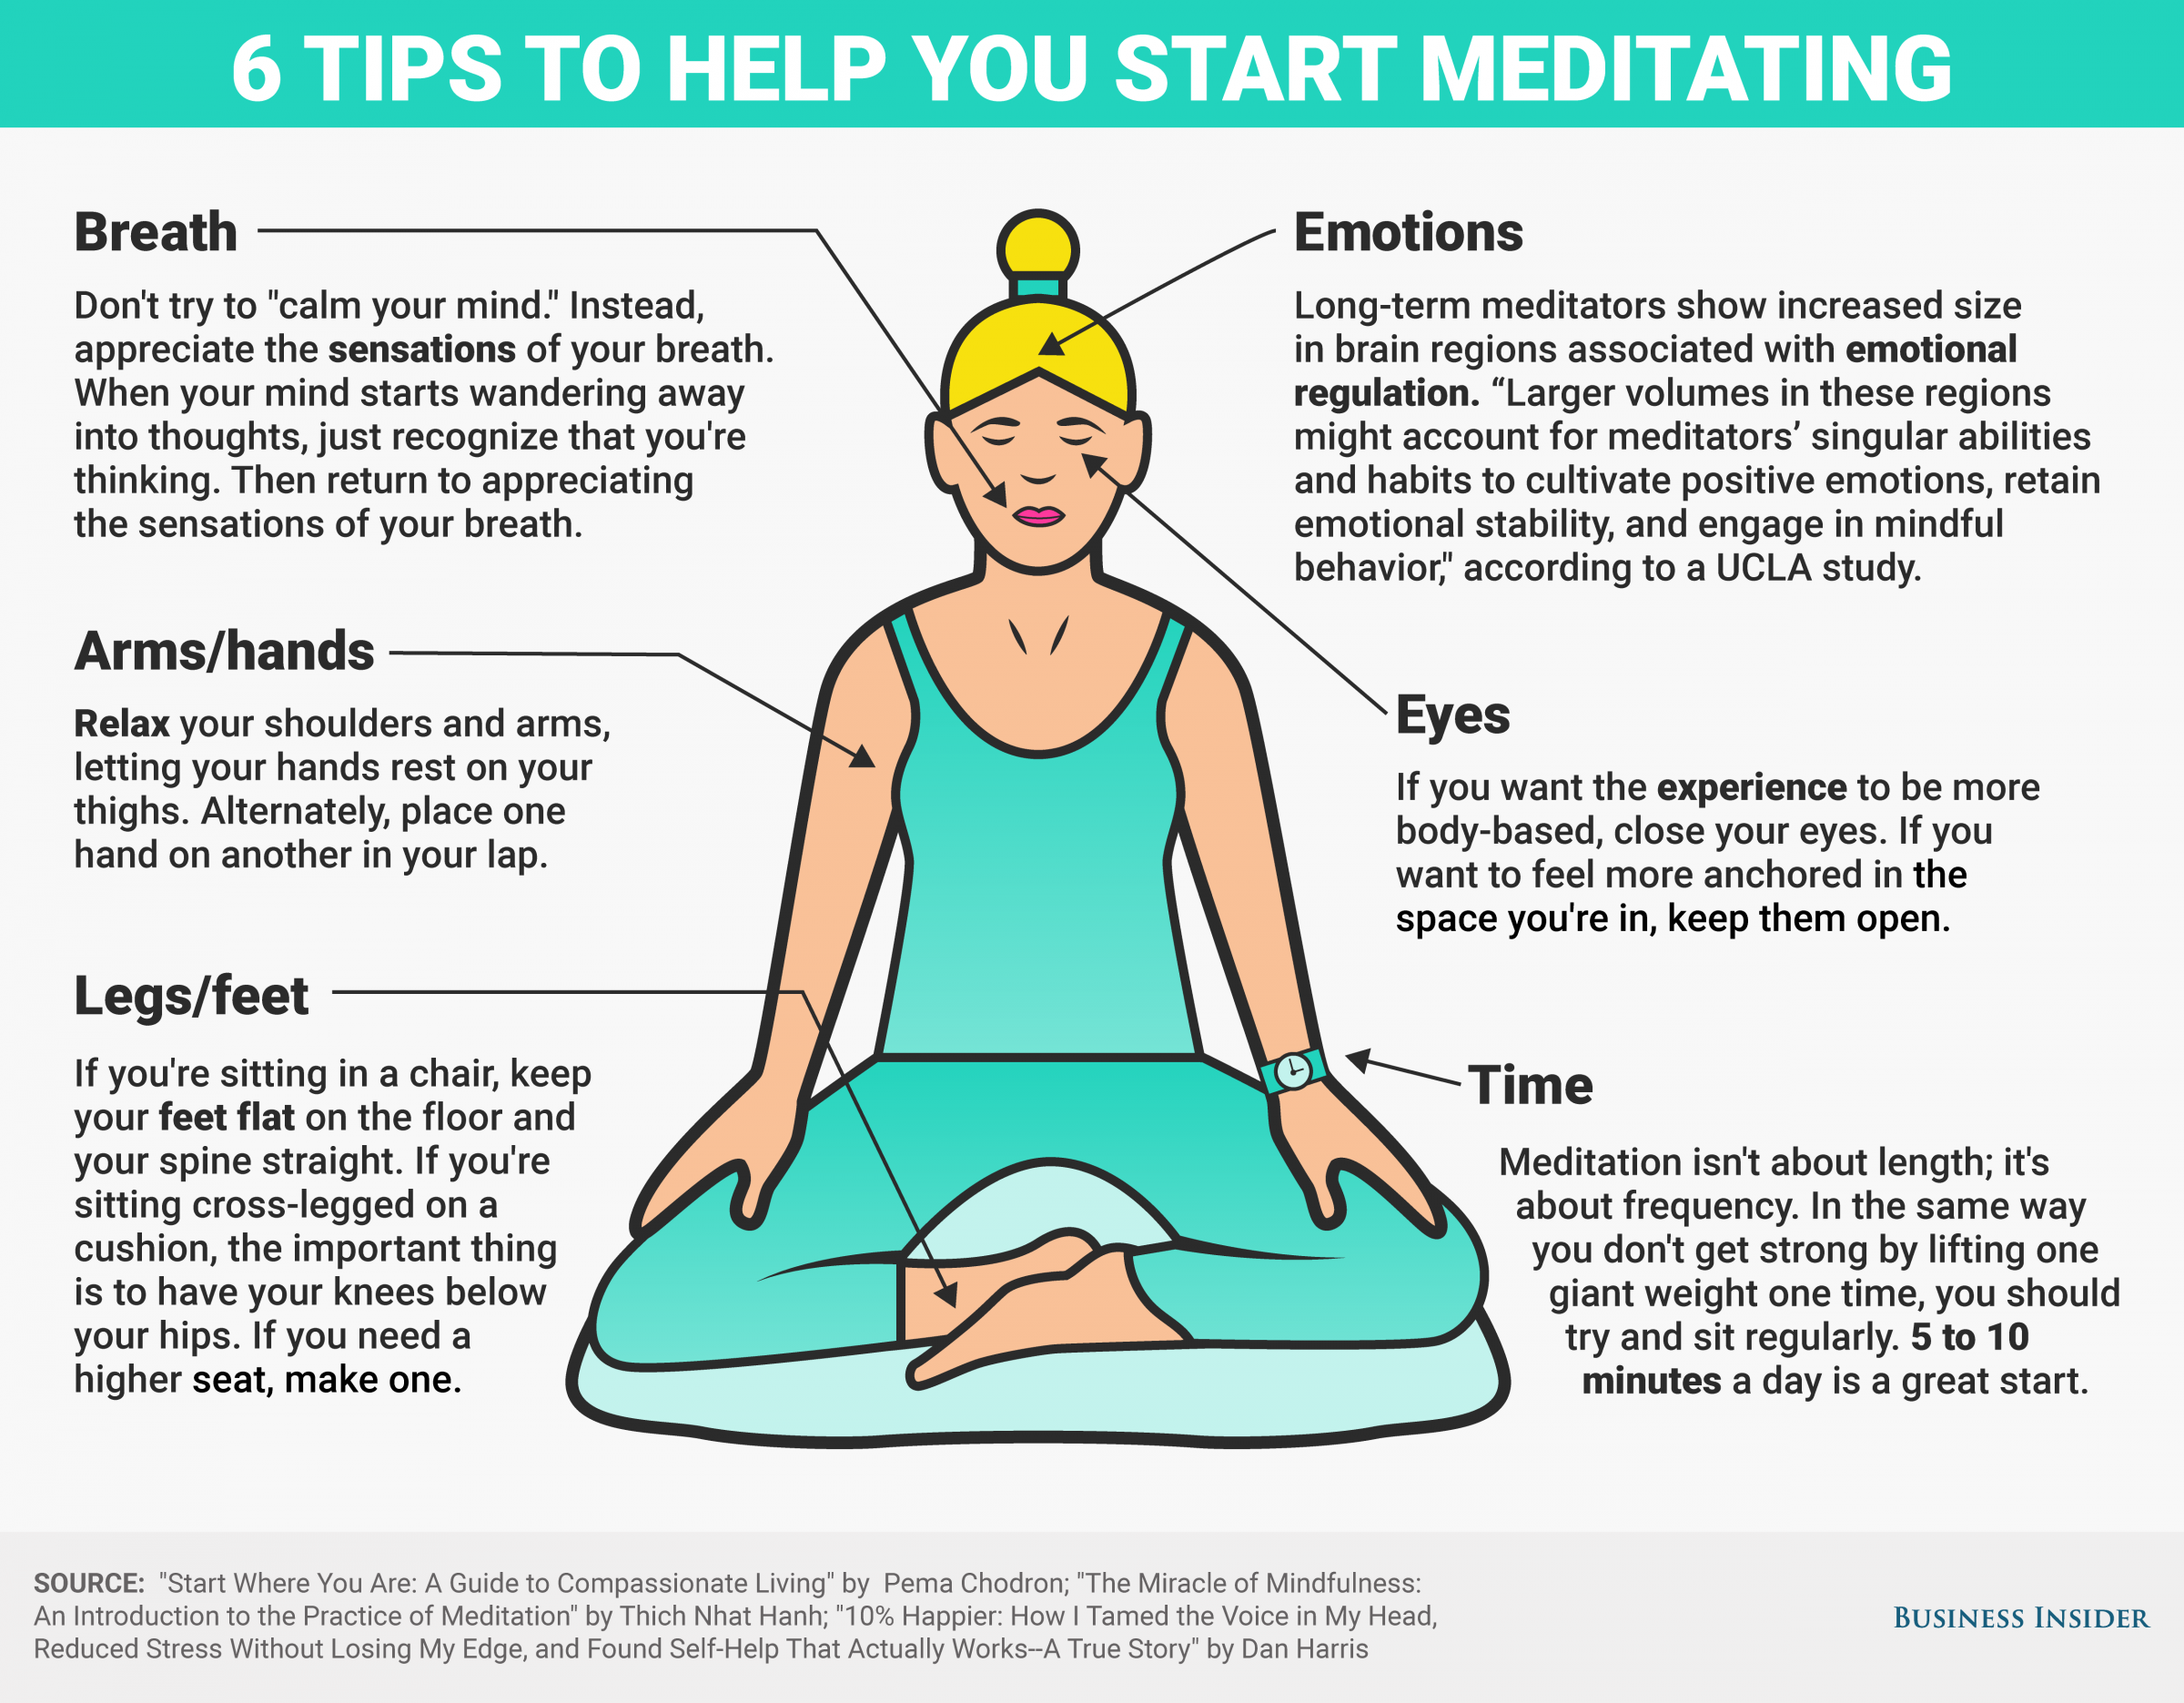 6 TIPS TO HELP YOU START MEDITATING
Breath
Don't try to "calm your mind." Instead,
appreciate the sensations of your breath.
When your mind starts wandering away
into thoughts, just recognize that you're
thinking. Then return to appreciating
the sensations of your breath.
Arms/hands
Relax your shoulders and arms,
letting your hands rest on your
thighs. Alternately, place one
hand on another in your lap.
Legs/feet
If you're sitting in a chair, keep
your feet flat on the floor and
your spine straight. If you're
sitting cross-legged on a
cushion, the important thing
is to have your knees below
your hips. If you need a
higher seat, make one.
Emotions
Long-term meditators show increased size
in brain regions associated with emotional
regulation. “Larger volumes in these regions
might account for meditators’ singular abilities
and habits to cultivate positive emotions, retain
emotional stability, and engage in mindful
behavior," according to a UCLA study.
Eyes
If you want the experience to be more
body-based, close your eyes. If you
want to feel more anchored in the
space you're in, keep them open.
Time
Meditation isn't about length; it's
about frequency. In the same way
you don't get strong by lifting one
giant weight one time, you should
try and sit regularly. 5 to 10
minutes a day is a great start.
SOURCE: "Start Where You Are: A Guide to Compassionate Living" by Pema Chodron; "The Miracle of Mindfulness:
An Introduction to the Practice of Meditation" by Thich Nhat Hanh; "10% Happier: How I Tamed the Voice in My Head,
Reduced Stress Without Losing My Edge, and Found Self-Help That Actually Works--A True Story" by Dan Harris
BUSINESS INSIDER